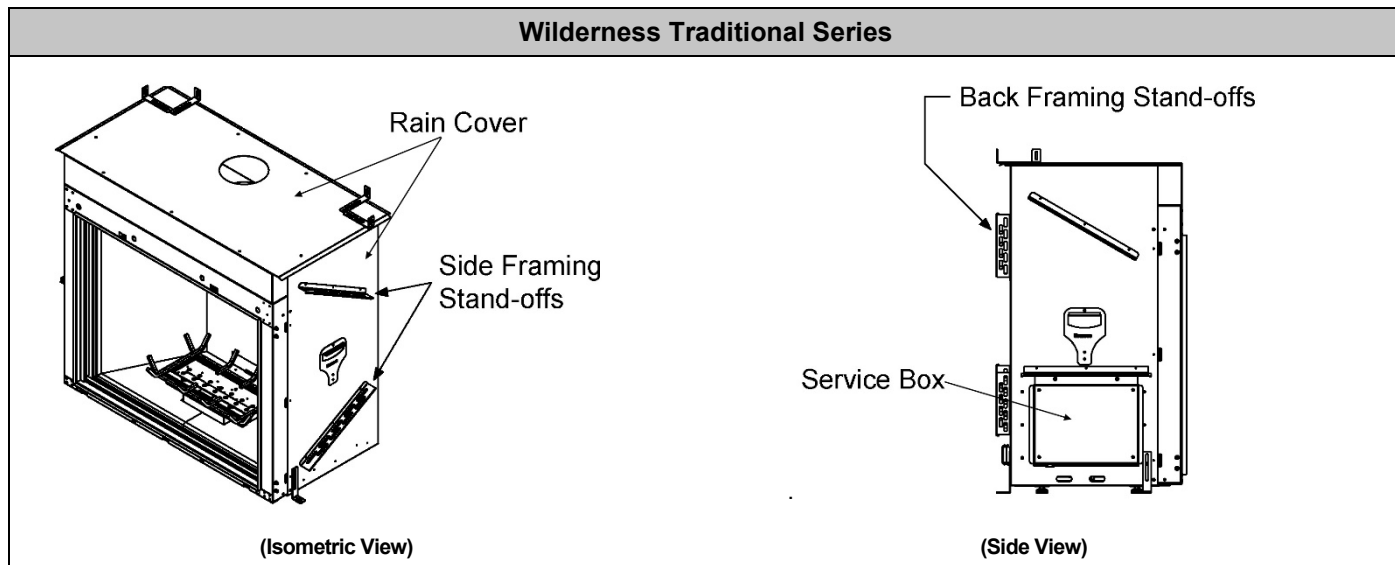 Wilderness Traditional Series
Rain Cover
Side Framing
Stand-offs
(Isometric View)
Back Framing Stand-offs
Service Box
(Side View)